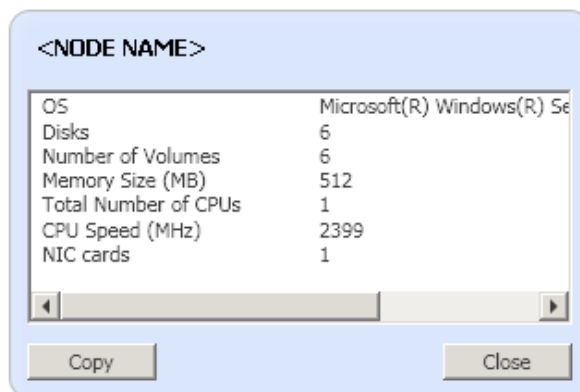 <NODE NAME>
OS Microsoft(R) Windows(R) Se
Disks 6
Number of Volumes 6
Memory Size (MB) 512
Total Number of CPUs 1
CPU Speed (MHz) 2399
NIC cards 1
Copy Close